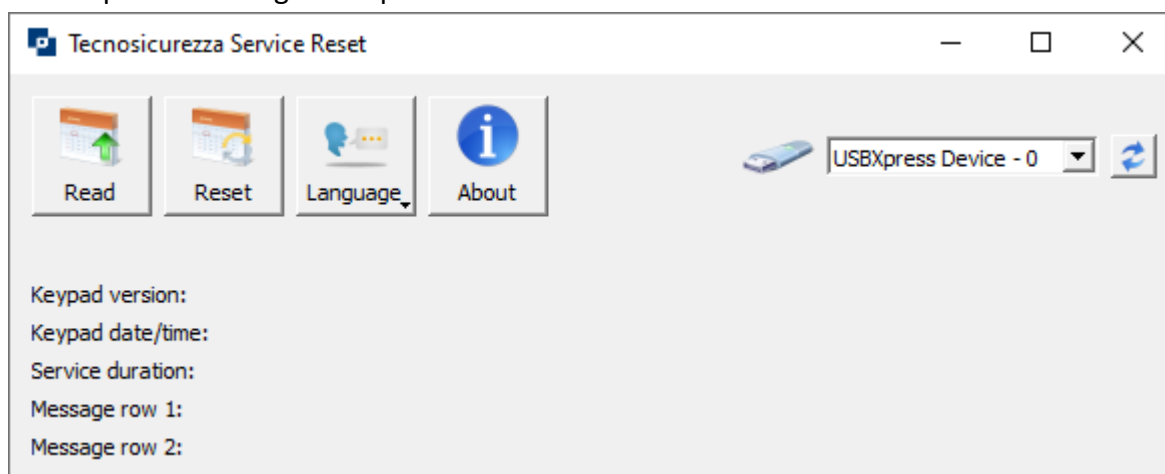 Tecnosicurezza Service Reset
Read Reset Language About
USBXpress Device - 0
Keypad version:
Keypad date/time:
Service duration:
Message row 1:
Message row 2: